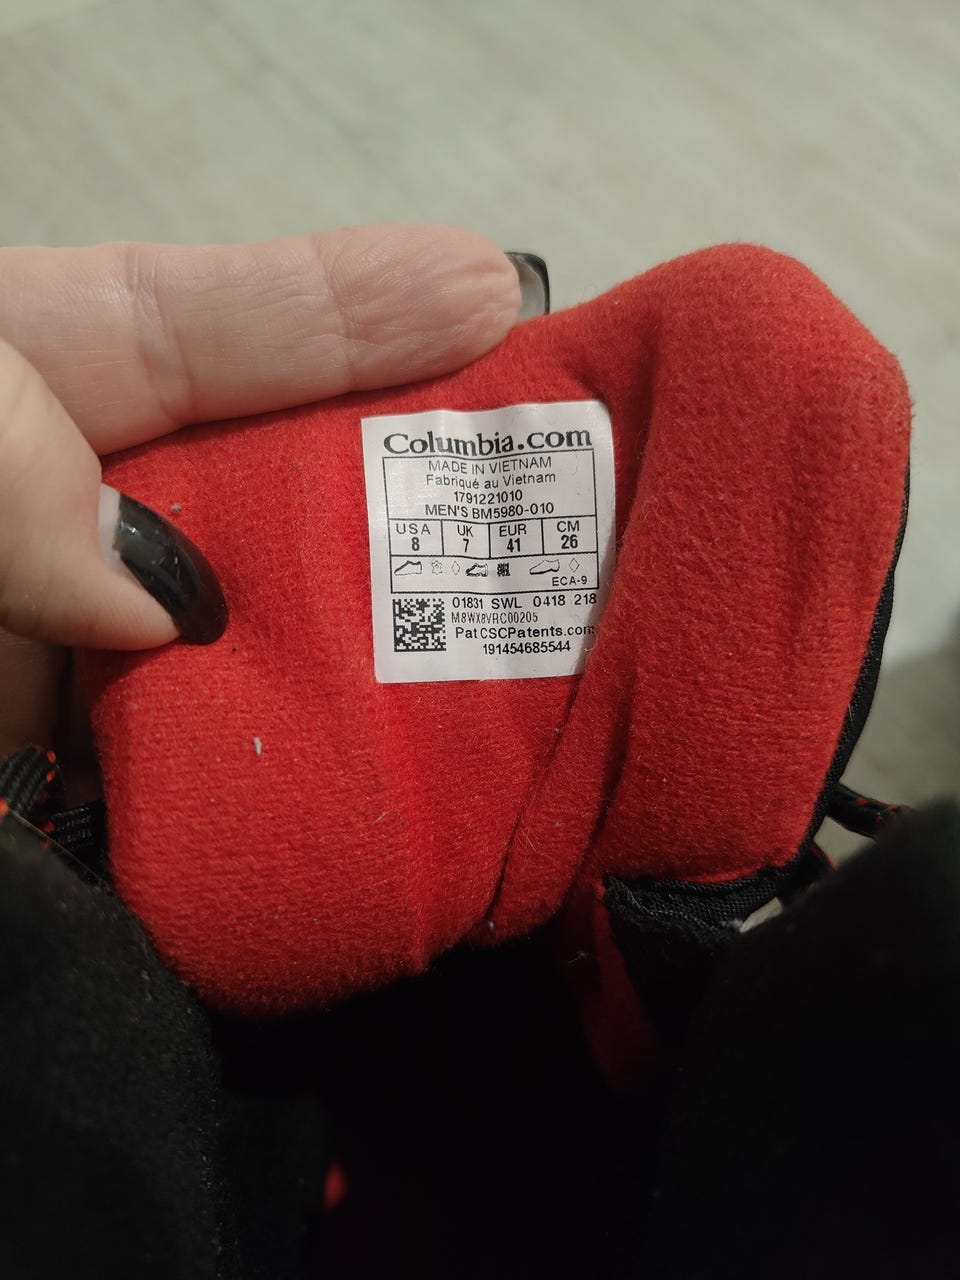 Columbia.com
MADE IN VIETNAM
Fabriqué au Vietnam
1791221010
MEN'S BM5980-010
USA UK EUR CM
8 7 41 26
ECA-9
01831 SWL 0418 218
M8WX8VRC00205
PatCSCPatents.com
191454685544